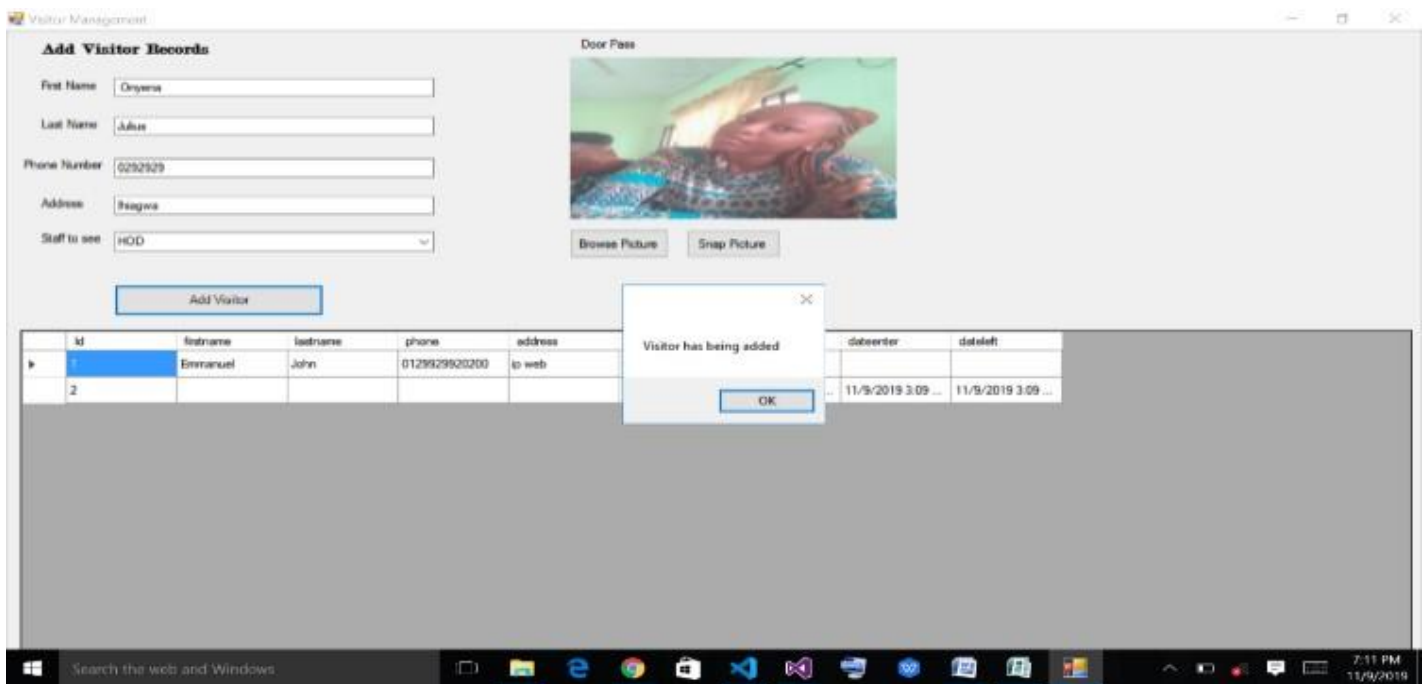 Visitor Management
Add Visitor Records
Door Pass
First Name Onyema
Last Name Julius
Phone Number 0292929
Address Ihiagwa
Staff to see HOD
Browse Picture Snap Picture
Add Visitor
Visitor has being added
OK
Id firstname lastname phone address dateenter dateleft
1 Emmanuel John 0129929920200 ip web
2 ... 11/9/2019 3:09 ... 11/9/2019 3:09 ...
Search the web and Windows
7:11 PM
11/9/2019